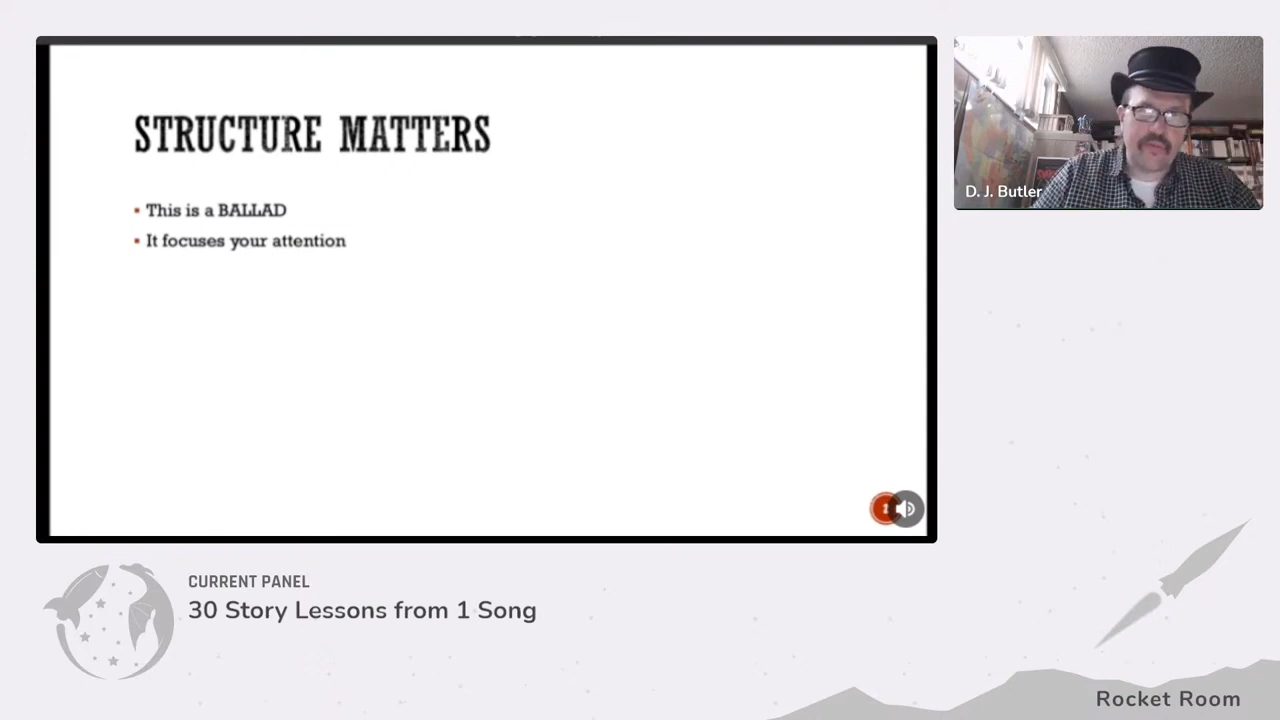 STRUCTURE MATTERS
This is a BALLAD
It focuses your attention
D. J. Butler
CURRENT PANEL
30 Story Lessons from 1 Song
Rocket Room